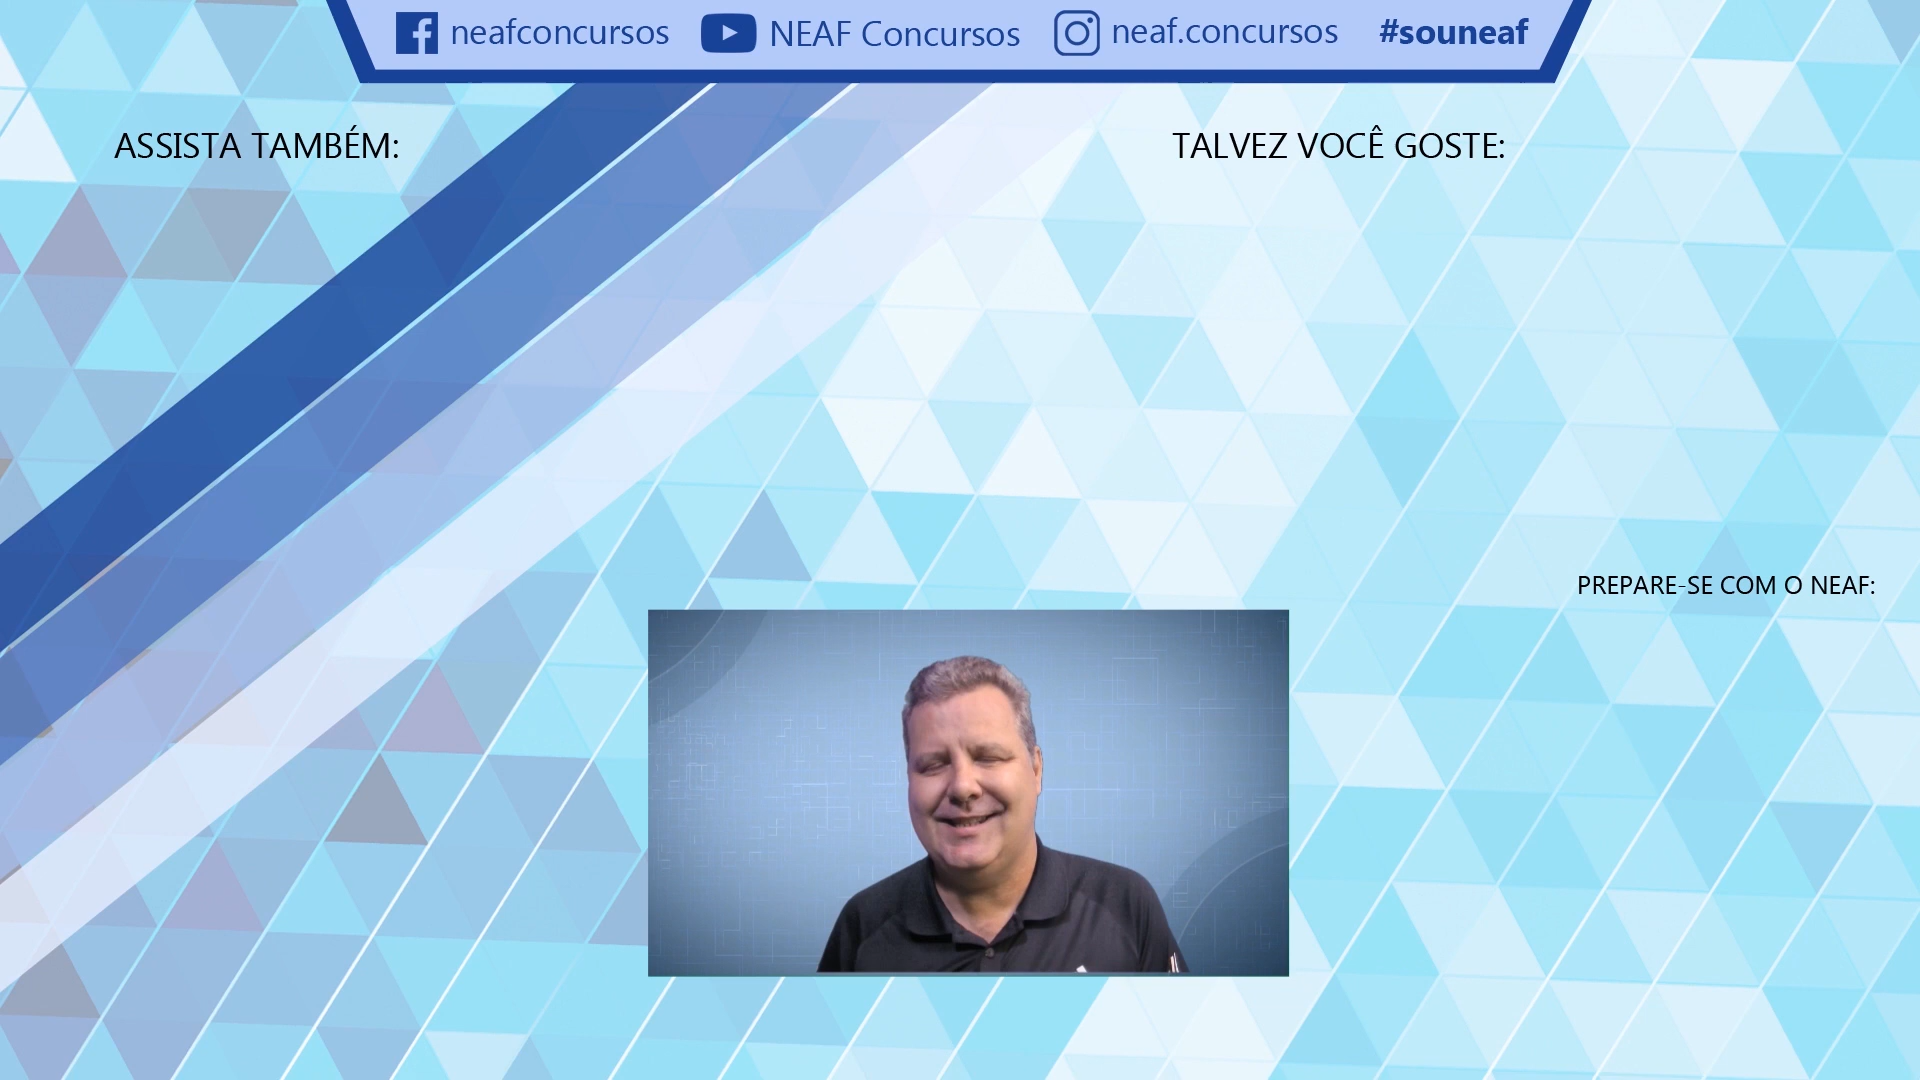 neafconcursos NEAF Concursos neaf.concursos #souneaf
ASSISTA TAMBÉM:
TALVEZ VOCÊ GOSTE:
PREPARE-SE COM O NEAF: